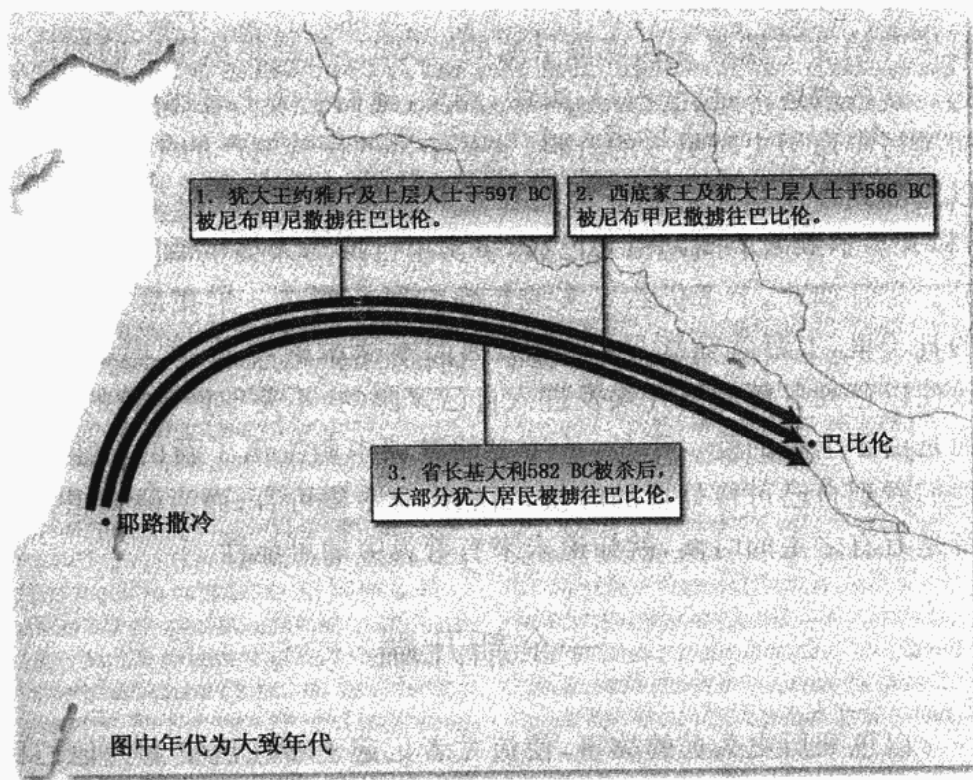 1. 犹大王约雅斤及上层人士于597 BC
被尼布甲尼撒掳往巴比伦。
2. 西底家王及犹大上层人士于586 BC
被尼布甲尼撒掳往巴比伦。
3. 省长基大利582 BC被杀后，
大部分犹大居民被掳往巴比伦。
•巴比伦
•耶路撒冷
图中年代为大致年代